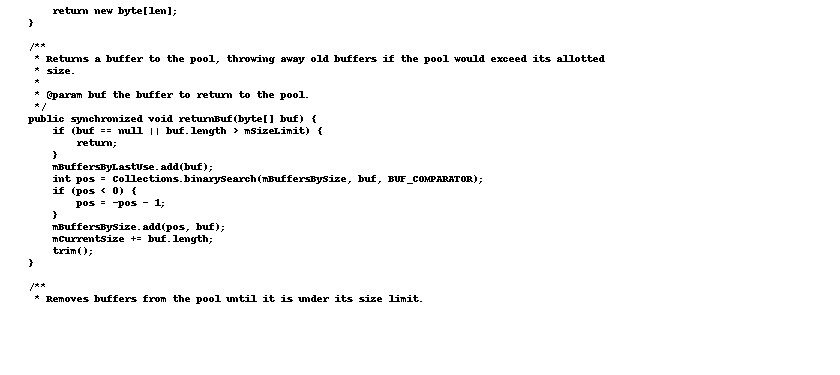 return new byte[len];
}
/**
* Returns a buffer to the pool, throwing away old buffers if the pool would exceed its allotted
* size.
*
* @param buf the buffer to return to the pool.
*/
public synchronized void returnBuf(byte[] buf) {
if (buf == null || buf.length > mSizeLimit) {
return;
}
mBuffersByLastUse.add(buf);
int pos = Collections.binarySearch(mBuffersBySize, buf, BUF_COMPARATOR);
if (pos < 0) {
pos = -pos - 1;
}
mBuffersBySize.add(pos, buf);
mCurrentSize += buf.length;
trim();
}
/**
* Removes buffers from the pool until it is under its size limit.